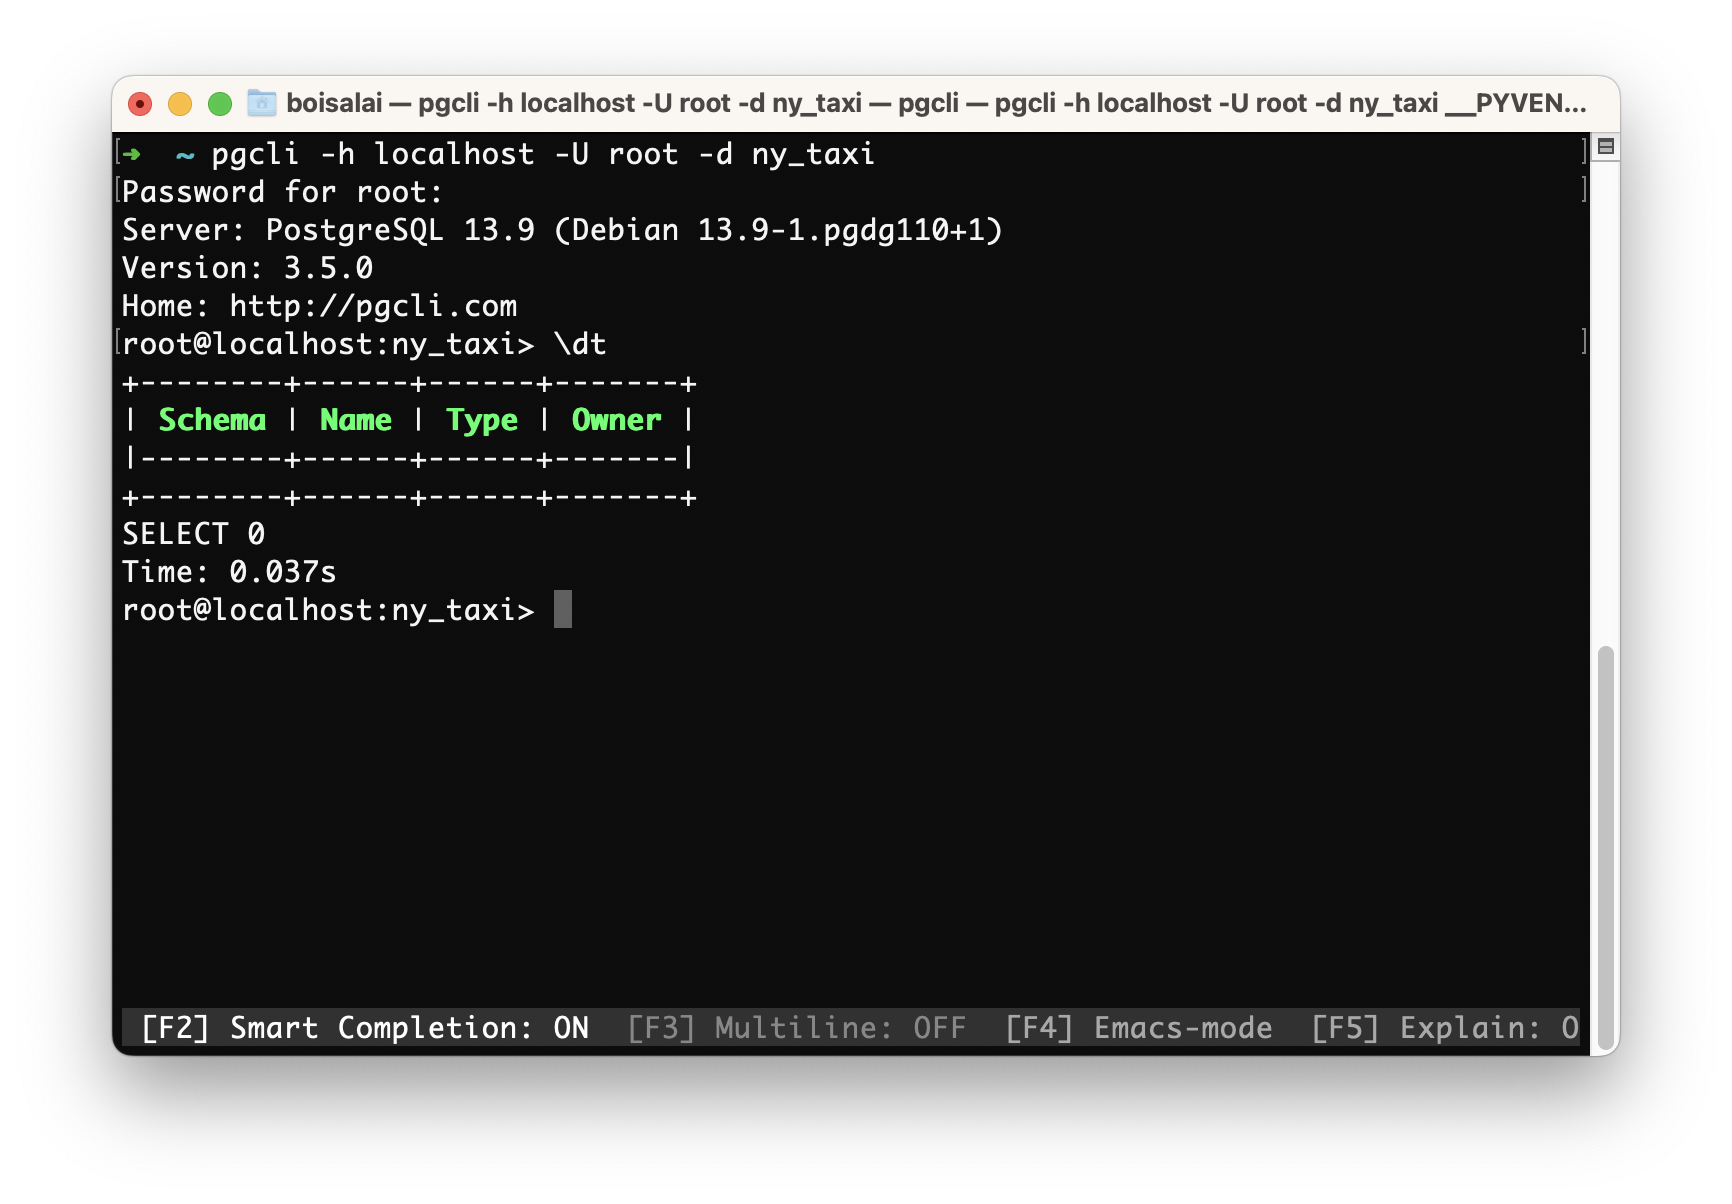 boisalai — pgcli -h localhost -U root -d ny_taxi — pgcli — pgcli -h localhost -U root -d ny_taxi __PYVEN...
➜  ~ pgcli -h localhost -U root -d ny_taxi
Password for root:
Server: PostgreSQL 13.9 (Debian 13.9-1.pgdg110+1)
Version: 3.5.0
Home: http://pgcli.com
root@localhost:ny_taxi> \dt
+--------+------+------+-------+
| Schema | Name | Type | Owner |
|--------+------+------+-------|
+--------+------+------+-------+
SELECT 0
Time: 0.037s
root@localhost:ny_taxi>
[F2] Smart Completion: ON  [F3] Multiline: OFF  [F4] Emacs-mode  [F5] Explain: O